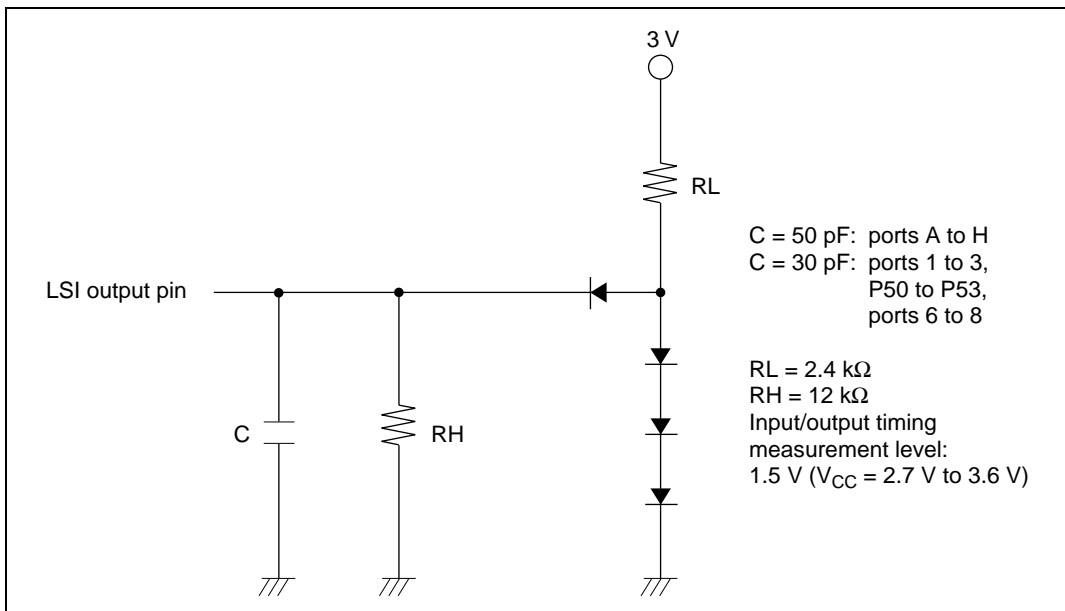 3 V
RL
C = 50 pF: ports A to H
C = 30 pF: ports 1 to 3,
P50 to P53,
ports 6 to 8
LSI output pin
RL = 2.4 kΩ
RH = 12 kΩ
Input/output timing
measurement level:
1.5 V (VCC = 2.7 V to 3.6 V)
C
RH